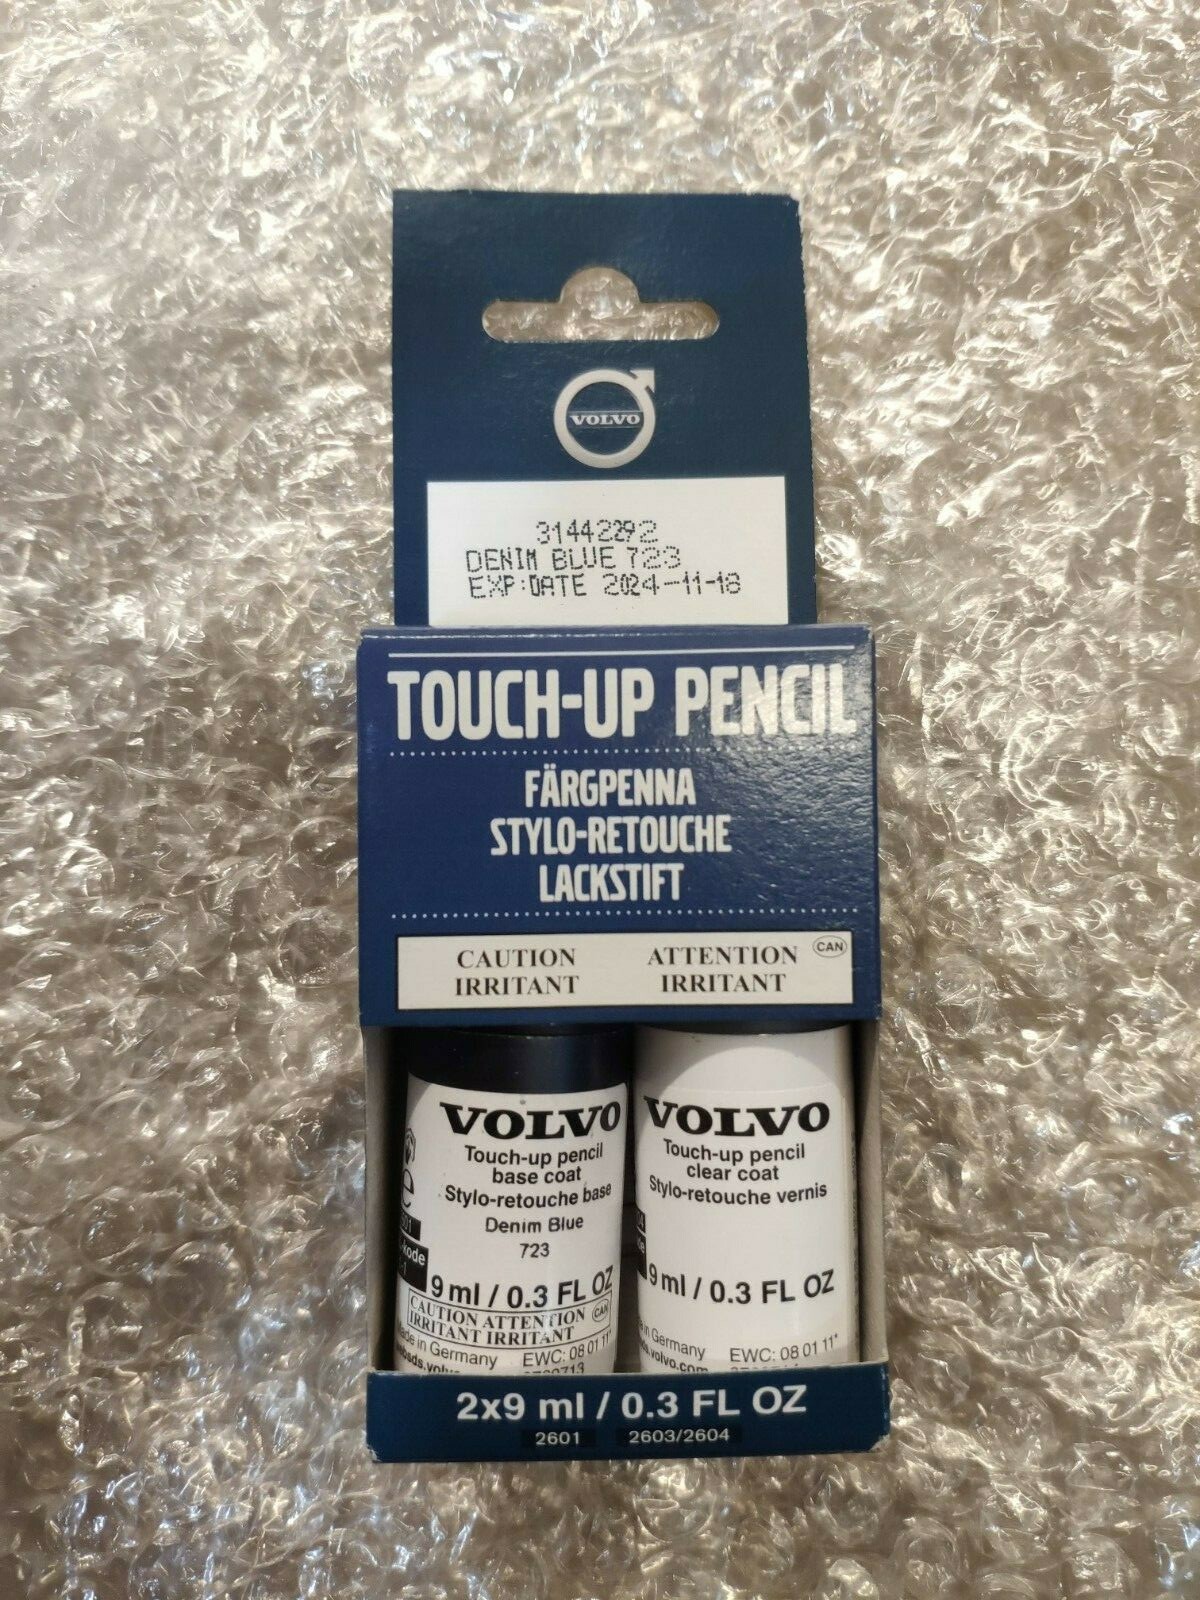 VOLVO
31442292
DENIM BLUE 723
EXP:DATE 2024-11-18
TOUCH-UP PENCIL
FÄRGPENNA
STYLO-RETOUCHE
LACKSTIFT
CAUTION IRRITANT
ATTENTION IRRITANT
CAN
VOLVO
Touch-up pencil
base coat
Stylo-retouche base
Denim Blue
723
9 ml / 0.3 FL OZ
CAUTION ATTENTION
IRRITANT IRRITANT
CAN
in Germany
EWC: 08 01 11*
VOLVO
Touch-up pencil
clear coat
Stylo-retouche vernis
9 ml / 0.3 FL OZ
in Germany
EWC: 08 01 11*
.volvo.com
2x9 ml / 0.3 FL OZ
2601 2603/2604